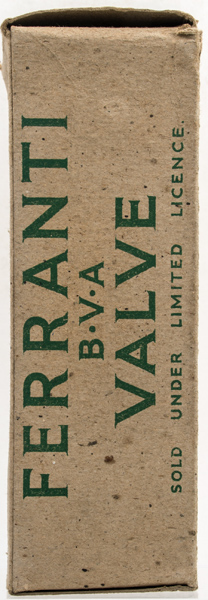 FERRANTI
B·V·A
VALVE
SOLD UNDER LIMITED LICENCE